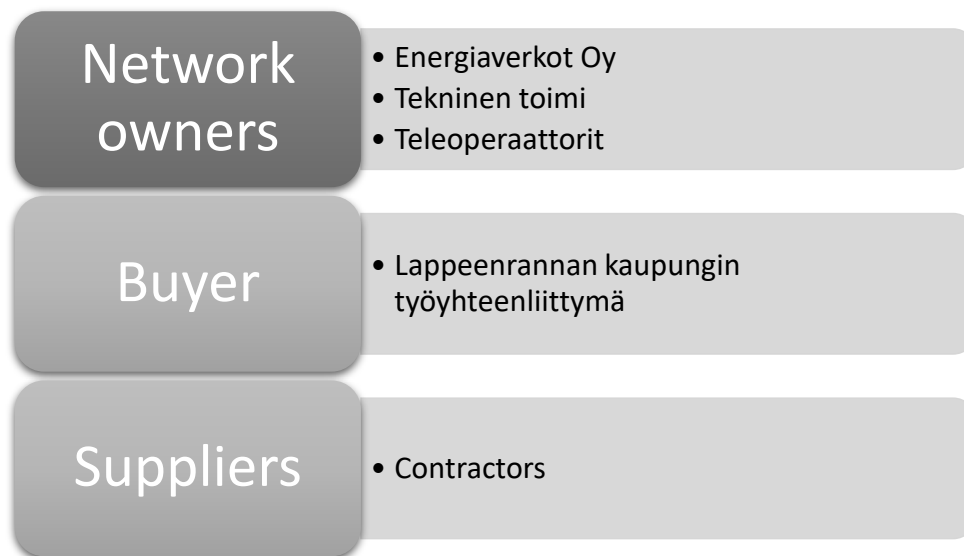 Network
owners
• Energiaverkot Oy
• Tekninen toimi
• Teleoperaattorit
Buyer
• Lappeenrannan kaupungin
työyhteenliittymä
Suppliers
• Contractors